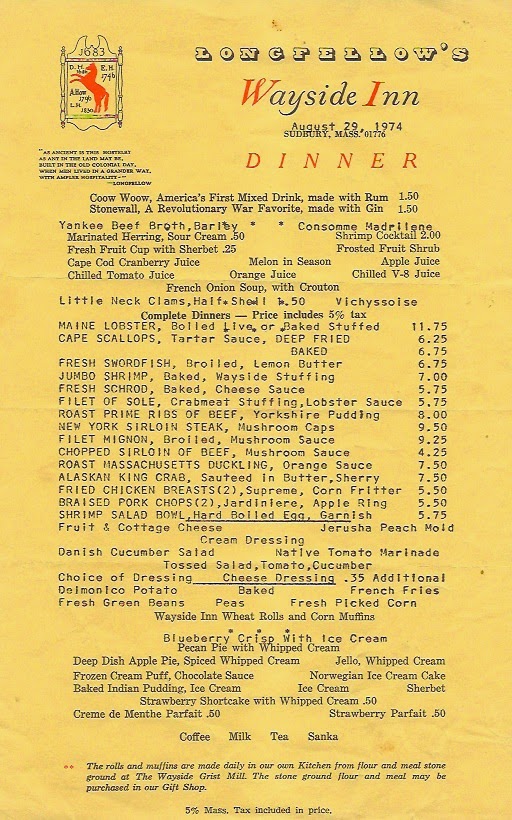 1683
D. H.
1686
E. H.
1746
A. How
1796
L. H.
1830
"AS ANCIENT IS THIS HOSTELRY
AS ANY IN THE LAND MAY BE,
BUILT IN THE OLD COLONIAL DAY,
WHEN MEN LIVED IN A GRANDER WAY,
WITH AMPLER HOSPITALITY—"
—LONGFELLOW
LONGFELLOW'S
Wayside Inn
August 29, 1974
SUDBURY, MASS. 01776
DINNER
Coow Woow, America's First Mixed Drink, made with Rum 1.50
Stonewall, A Revolutionary War Favorite, made with Gin 1.50
Yankee Beef Broth, Barlby * * Consomme Madrilene
Marinated Herring, Sour Cream .50 Shrimp Cocktail 2.00
Fresh Fruit Cup with Sherbet .25 Frosted Fruit Shrub
Cape Cod Cranberry Juice Melon in Season Apple Juice
Chilled Tomato Juice Orange Juice Chilled V-8 Juice
French Onion Soup, with Crouton
Little Neck Clams, Half Shell 1.50 Vichyssoise
Complete Dinners — Price includes 5% tax
MAINE LOBSTER, Boiled Live or Baked Stuffed 11.75
CAPE SCALLOPS, Tartar Sauce, DEEP FRIED 6.25
BAKED 6.75
FRESH SWORDFISH, Broiled, Lemon Butter 6.75
JUMBO SHRIMP, Baked, Wayside Stuffing 7.00
FRESH SCHROD, Baked, Cheese Sauce 5.75
FILET OF SOLE, Crabmeat Stuffing,Lobster Sauce 5.75
ROAST PRIME RIBS OF BEEF, Yorkshire Pudding 8.00
NEW YORK SIRLOIN STEAK, Mushroom Caps 9.50
FILET MIGNON, Broiled, Mushroom Sauce 9.25
CHOPPED SIRLOIN OF BEEF, Mushroom Sauce 4.25
ROAST MASSACHUSETTS DUCKLING, Orange Sauce 7.50
ALASKAN KING CRAB, Sauteed in Butter,Sherry 7.50
FRIED CHICKEN BREASTS(2),Supreme, Corn Fritter 5.50
BRAISED PORK CHOPS(2),Jardiniere, Apple Ring 5.50
SHRIMP SALAD BOWL,Hard Boiled Egg, Garnish 5.75
Fruit & Cottage Cheese Jerusha Peach Mold
Cream Dressing
Danish Cucumber Salad Native Tomato Marinade
Tossed Salad,Tomato,Cucumber
Choice of Dressing Cheese Dressing .35 Additional
Delmonico Potato Baked French Fries
Fresh Green Beans Peas Fresh Picked Corn
Wayside Inn Wheat Rolls and Corn Muffins
* * *
Blueberry Crisp With Ice Cream
Pecan Pie with Whipped Cream
Deep Dish Apple Pie, Spiced Whipped Cream Jello, Whipped Cream
Frozen Cream Puff, Chocolate Sauce Norwegian Ice Cream Cake
Baked Indian Pudding, Ice Cream Ice Cream Sherbet
Strawberry Shortcake with Whipped Cream .50
Creme de Menthe Parfait .50 Strawberry Parfait .50
Coffee Milk Tea Sanka
** The rolls and muffins are made daily in our own Kitchen from flour and meal stone
ground at The Wayside Grist Mill. The stone ground flour and meal may be
purchased in our Gift Shop.
5% Mass. Tax included in price.